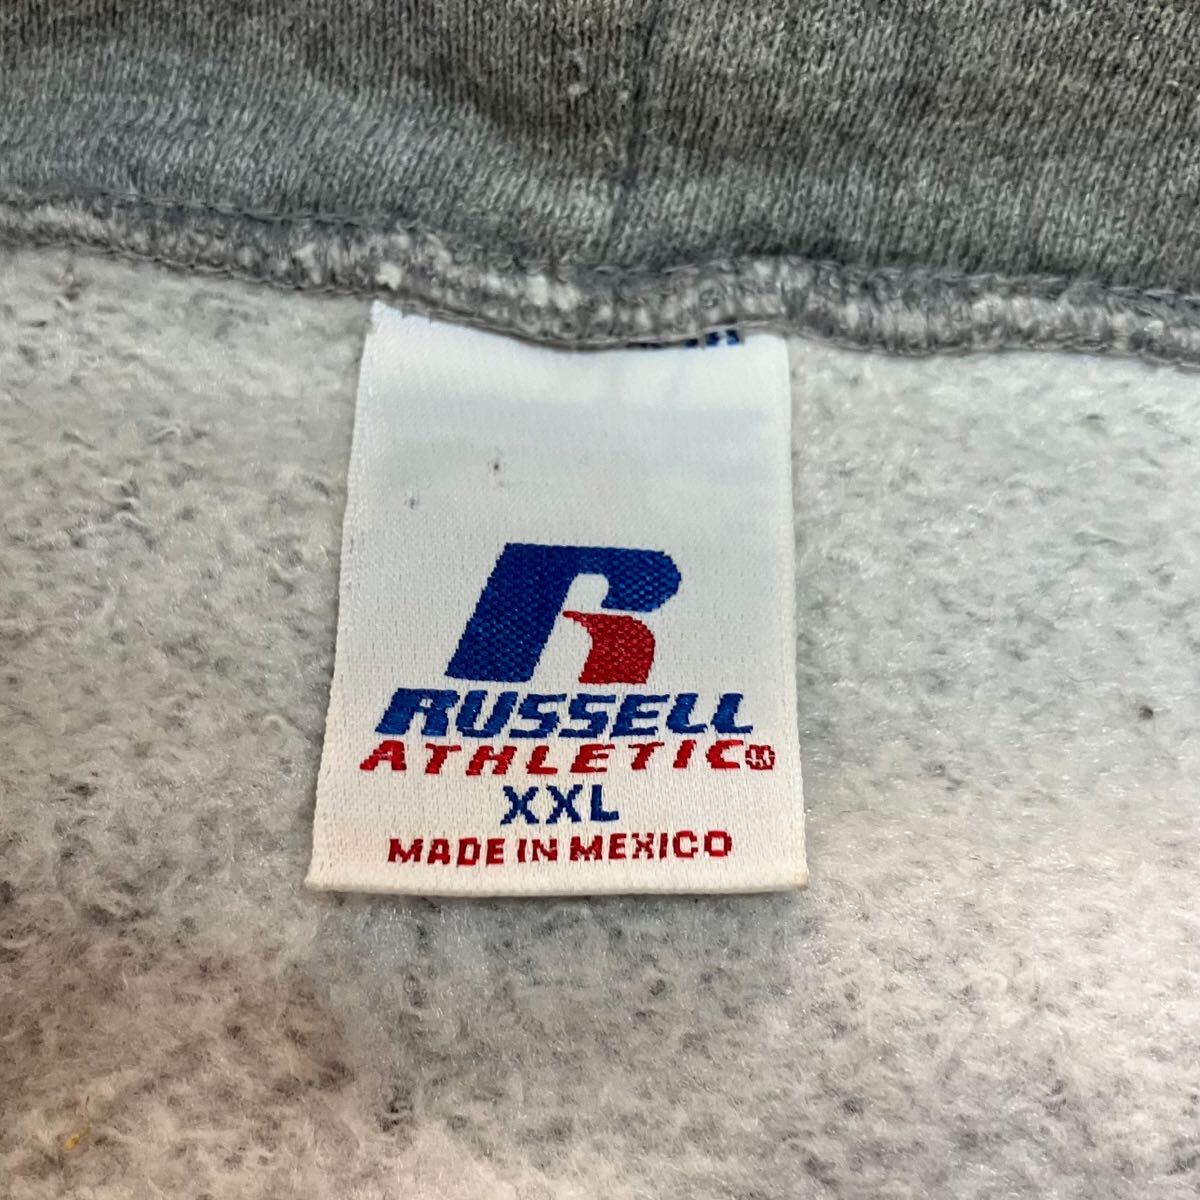 R
RUSSELL
ATHLETIC®
XXL
MADE IN MEXICO